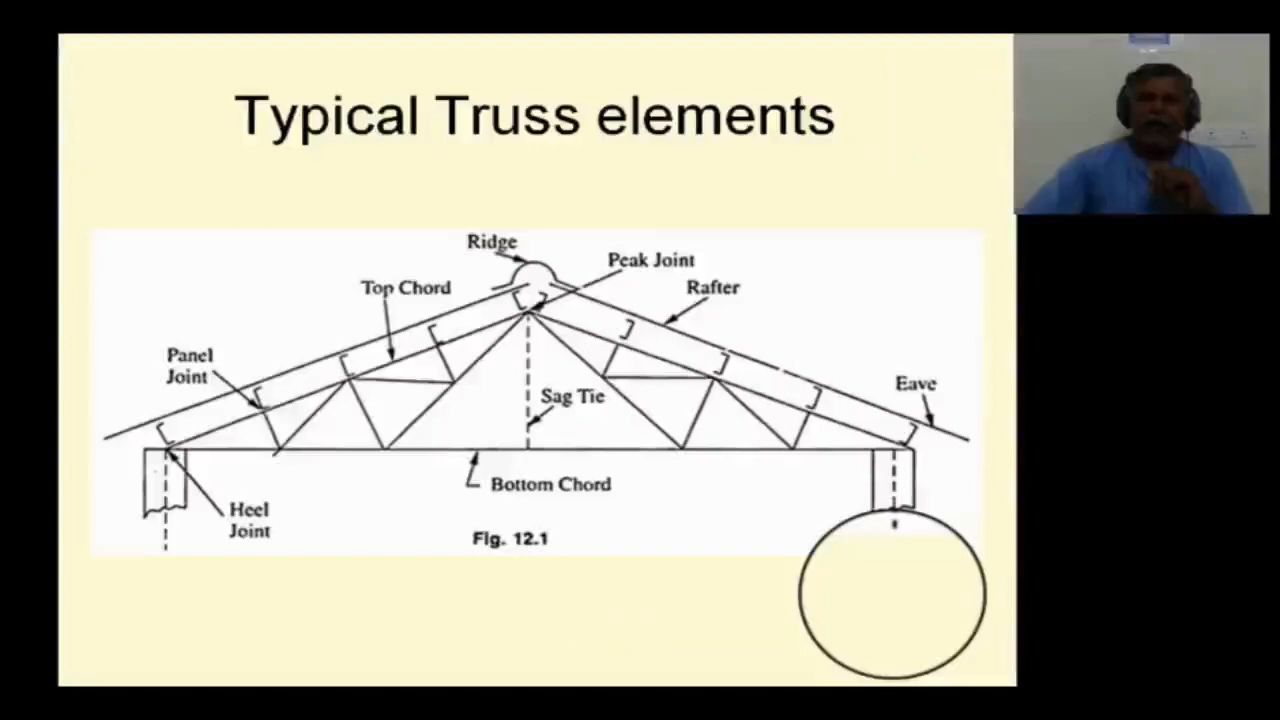 Typical Truss elements
Ridge
Peak Joint
Top Chord
Rafter
Panel
Joint
Eave
Sag Tie
Bottom Chord
Heel
Joint
Fig. 12.1